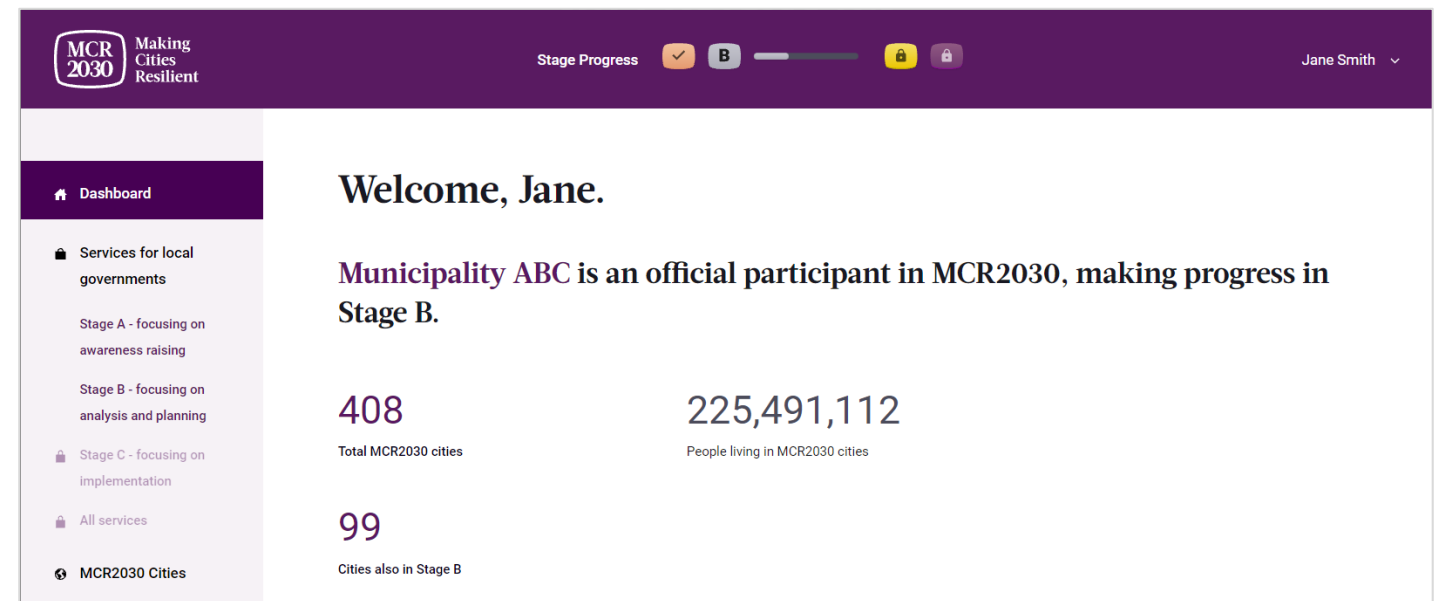 MCR
2030
Making
Cities
Resilient
Stage Progress
B
Jane Smith
Dashboard
Services for local
governments
Stage A - focusing on
awareness raising
Stage B - focusing on
analysis and planning
Stage C - focusing on
implementation
All services
MCR2030 Cities
Welcome, Jane.
Municipality ABC is an official participant in MCR2030, making progress in
Stage B.
408
Total MCR2030 cities
225,491,112
People living in MCR2030 cities
99
Cities also in Stage B